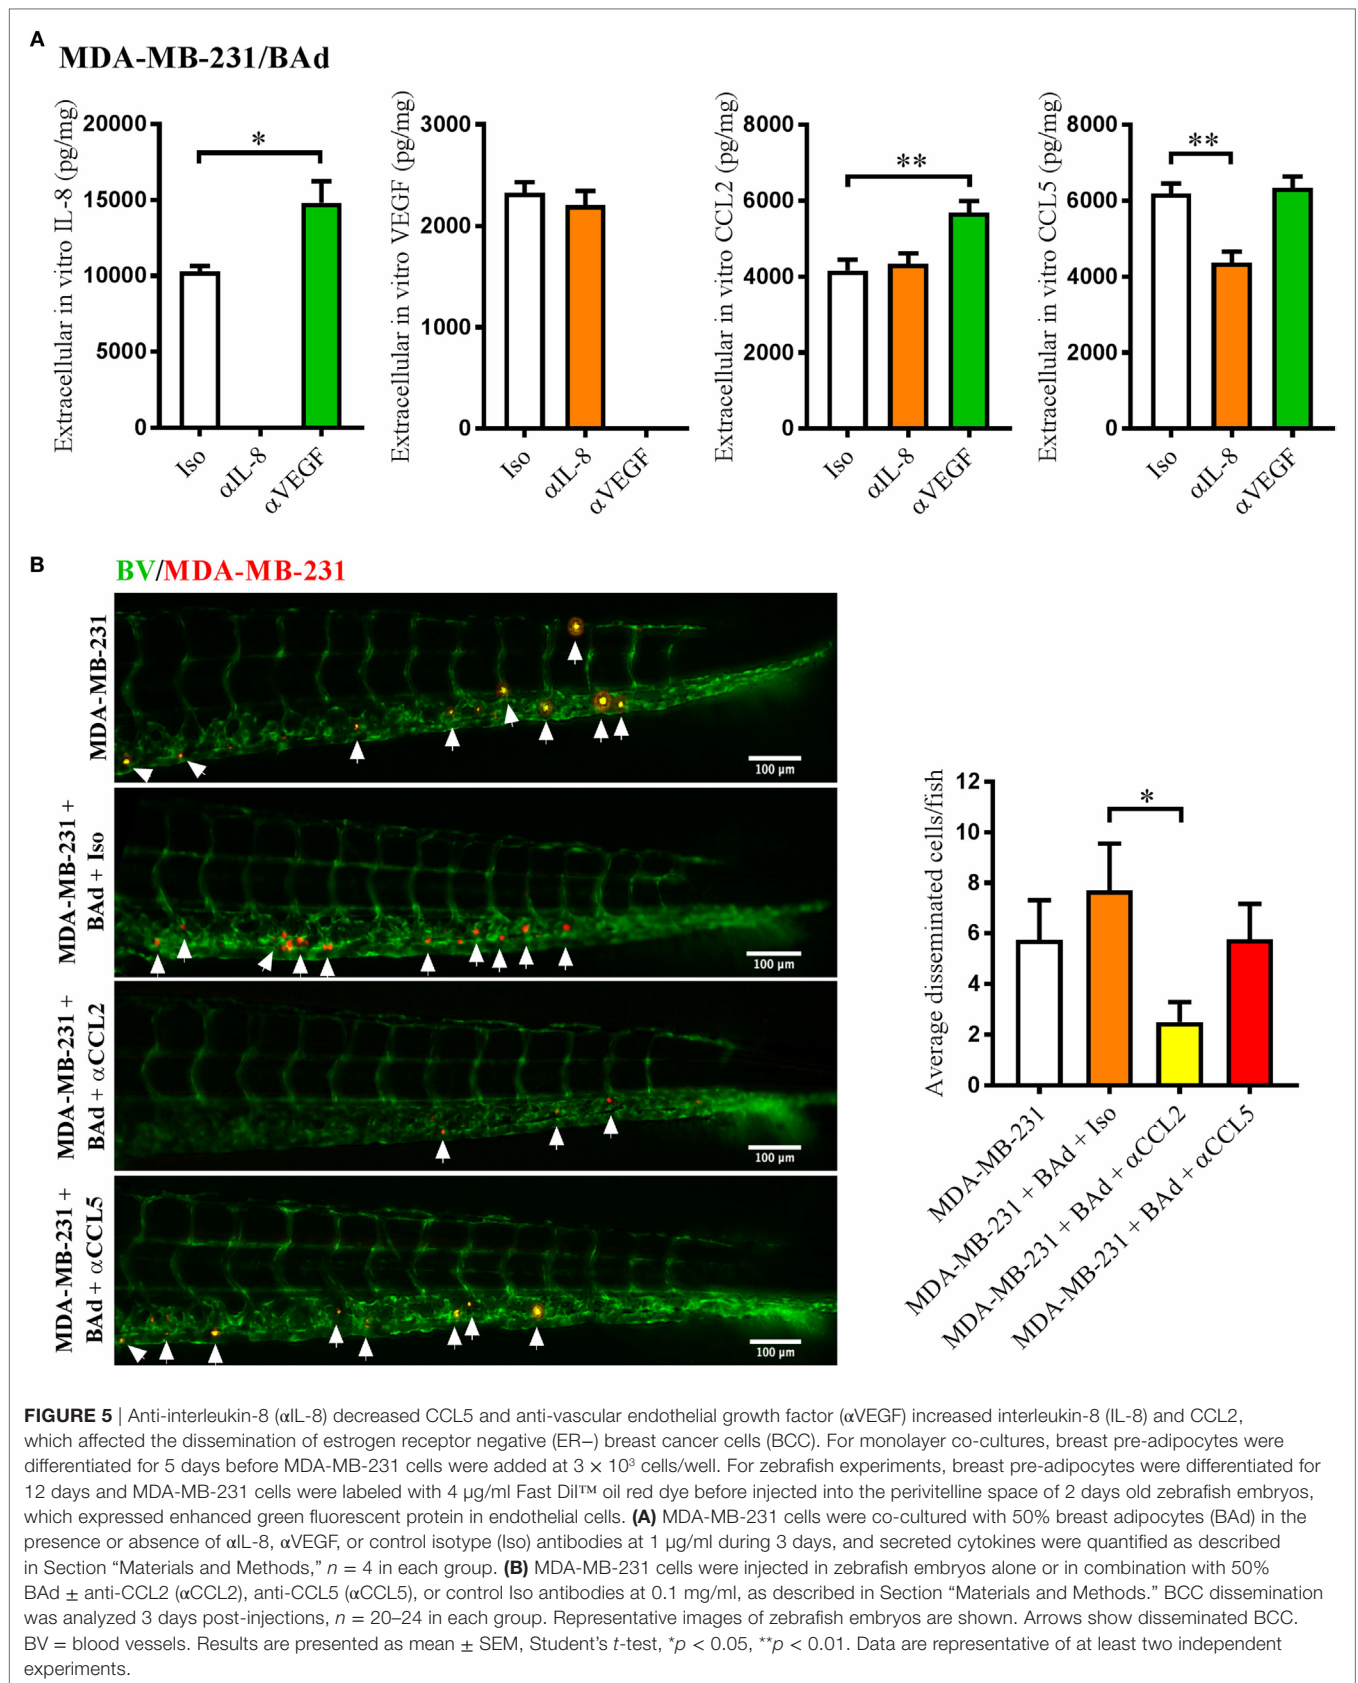 A
MDA-MB-231/BAd
Extracellular in vitro IL-8 (pg/mg)
20000
15000
10000
5000
0
*
Iso
αIL-8
αVEGF
Extracellular in vitro VEGF (pg/mg)
3000
2000
1000
0
Iso
αIL-8
αVEGF
Extracellular in vitro CCL2 (pg/mg)
8000
6000
4000
2000
0
**
Iso
αIL-8
αVEGF
Extracellular in vitro CCL5 (pg/mg)
8000
6000
4000
2000
0
**
Iso
αIL-8
αVEGF
B
BV/MDA-MB-231
MDA-MB-231
100 µm
MDA-MB-231 +
BAd + Iso
100 µm
MDA-MB-231 +
BAd + αCCL2
100 µm
MDA-MB-231 +
BAd + αCCL5
100 µm
Average disseminated cells/fish
12
10
8
6
4
2
0
*
MDA-MB-231
MDA-MB-231 + BAd + Iso
MDA-MB-231 + BAd + αCCL2
MDA-MB-231 + BAd + αCCL5
FIGURE 5 | Anti-interleukin-8 (αIL-8) decreased CCL5 and anti-vascular endothelial growth factor (αVEGF) increased interleukin-8 (IL-8) and CCL2,
which affected the dissemination of estrogen receptor negative (ER−) breast cancer cells (BCC). For monolayer co-cultures, breast pre-adipocytes were
differentiated for 5 days before MDA-MB-231 cells were added at 3 × 10³ cells/well. For zebrafish experiments, breast pre-adipocytes were differentiated for
12 days and MDA-MB-231 cells were labeled with 4 µg/ml Fast DiI™ oil red dye before injected into the perivitelline space of 2 days old zebrafish embryos,
which expressed enhanced green fluorescent protein in endothelial cells. (A) MDA-MB-231 cells were co-cultured with 50% breast adipocytes (BAd) in the
presence or absence of αIL-8, αVEGF, or control isotype (Iso) antibodies at 1 µg/ml during 3 days, and secreted cytokines were quantified as described
in Section “Materials and Methods,” n = 4 in each group. (B) MDA-MB-231 cells were injected in zebrafish embryos alone or in combination with 50%
BAd ± anti-CCL2 (αCCL2), anti-CCL5 (αCCL5), or control Iso antibodies at 0.1 mg/ml, as described in Section “Materials and Methods.” BCC dissemination
was analyzed 3 days post-injections, n = 20–24 in each group. Representative images of zebrafish embryos are shown. Arrows show disseminated BCC.
BV = blood vessels. Results are presented as mean ± SEM, Student’s t-test, *p < 0.05, **p < 0.01. Data are representative of at least two independent
experiments.